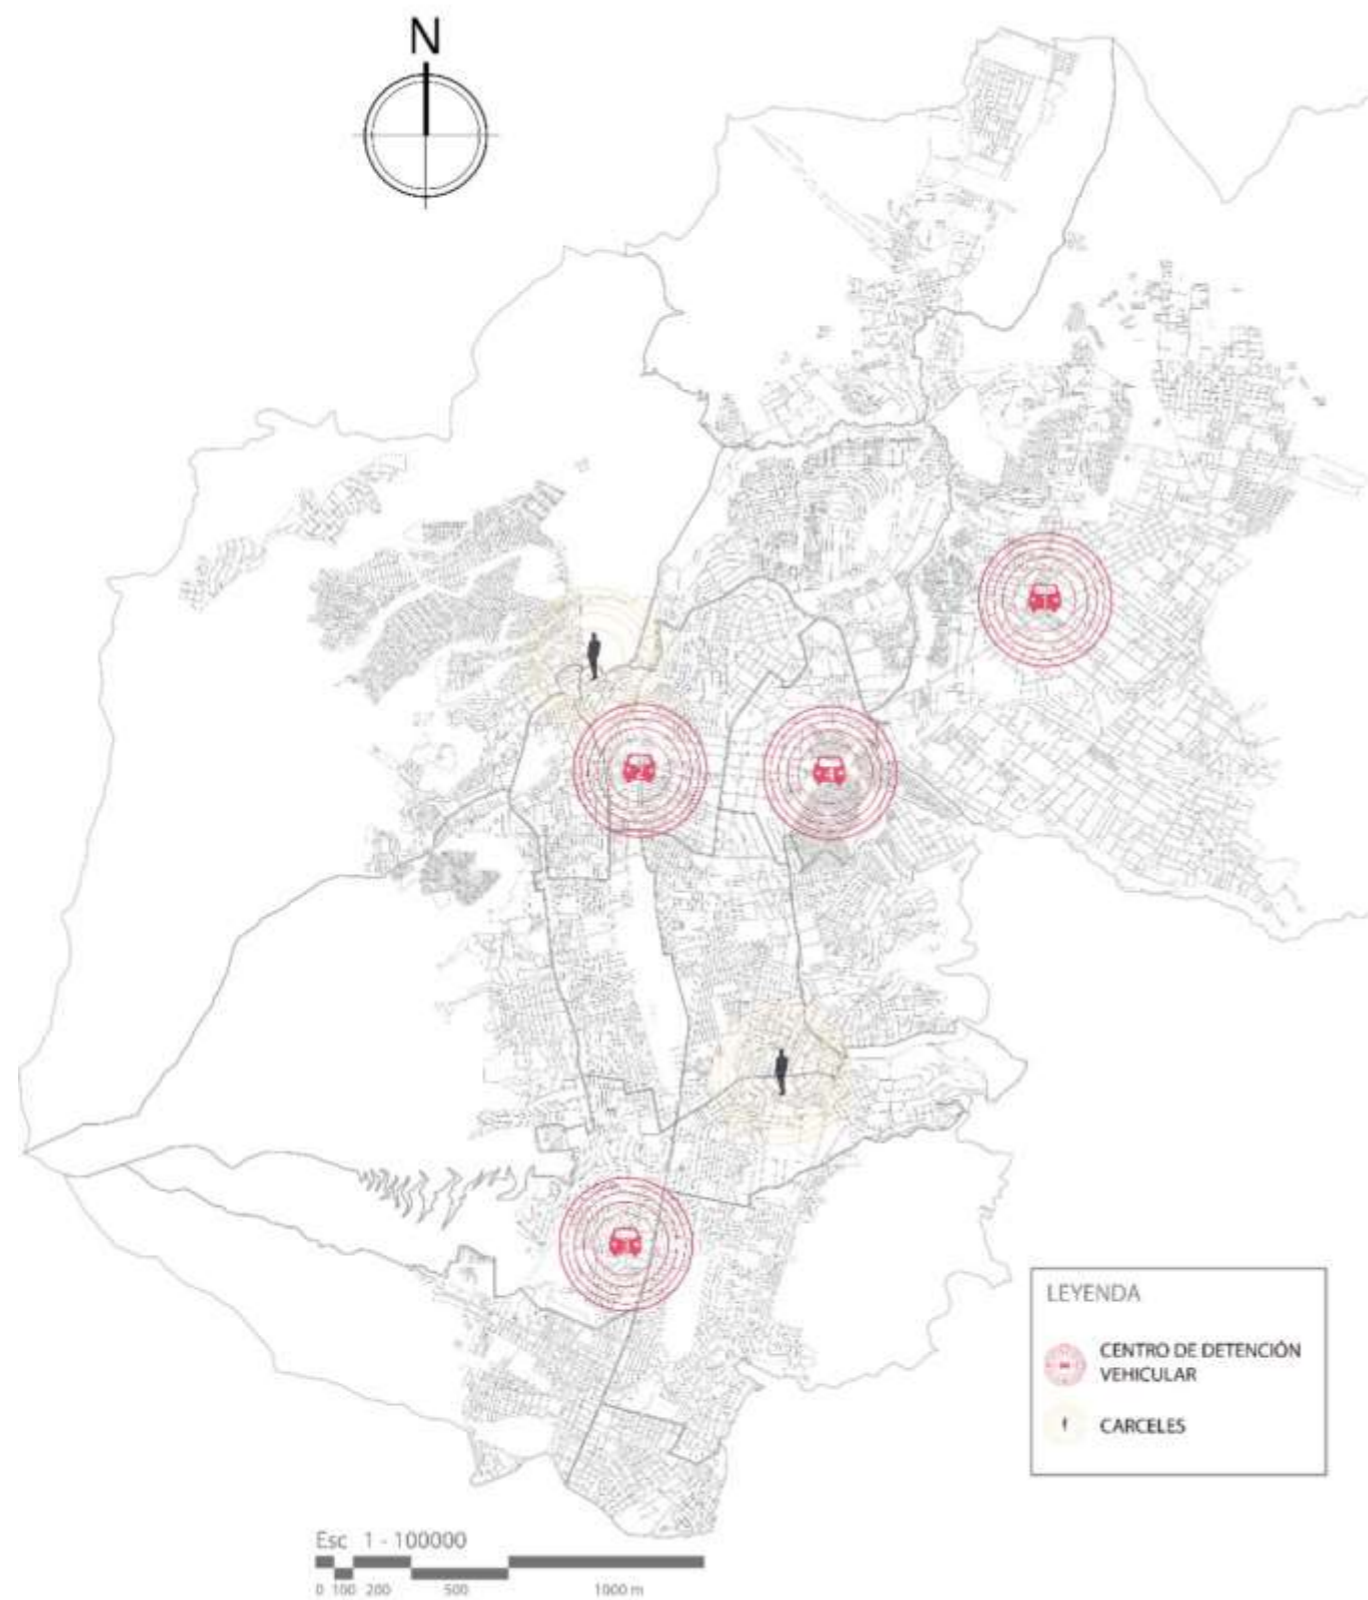 N
LEYENDA
CENTRO DE DETENCIÓN
VEHICULAR
CARCELES
Esc 1 - 100000
0 100 200 500 1000 m